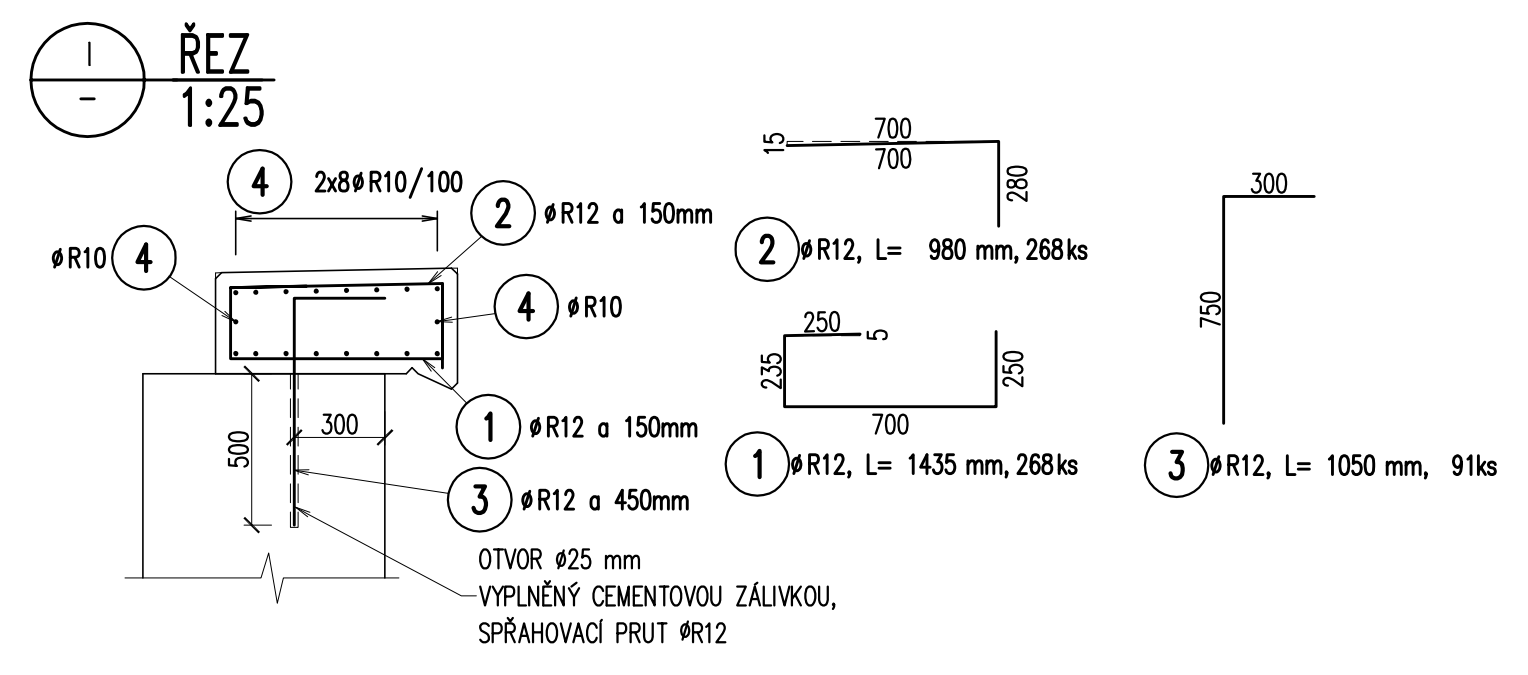 I
ŘEZ
–
1:25
4
2x8øR10/100
2
øR12 a 150mm
øR10
4
4
øR10
1
øR12 a 150mm
500
300
3
øR12 a 450mm
OTVOR Ø25 mm
VYPLNĚNÝ CEMENTOVOU ZÁLIVKOU,
SPŘAHOVACÍ PRUT ØR12
15
700
700
280
2
øR12, L= 980 mm, 268ks
250
5
235
250
700
1
øR12, L= 1435 mm, 268ks
300
750
3
øR12, L= 1050 mm, 91ks